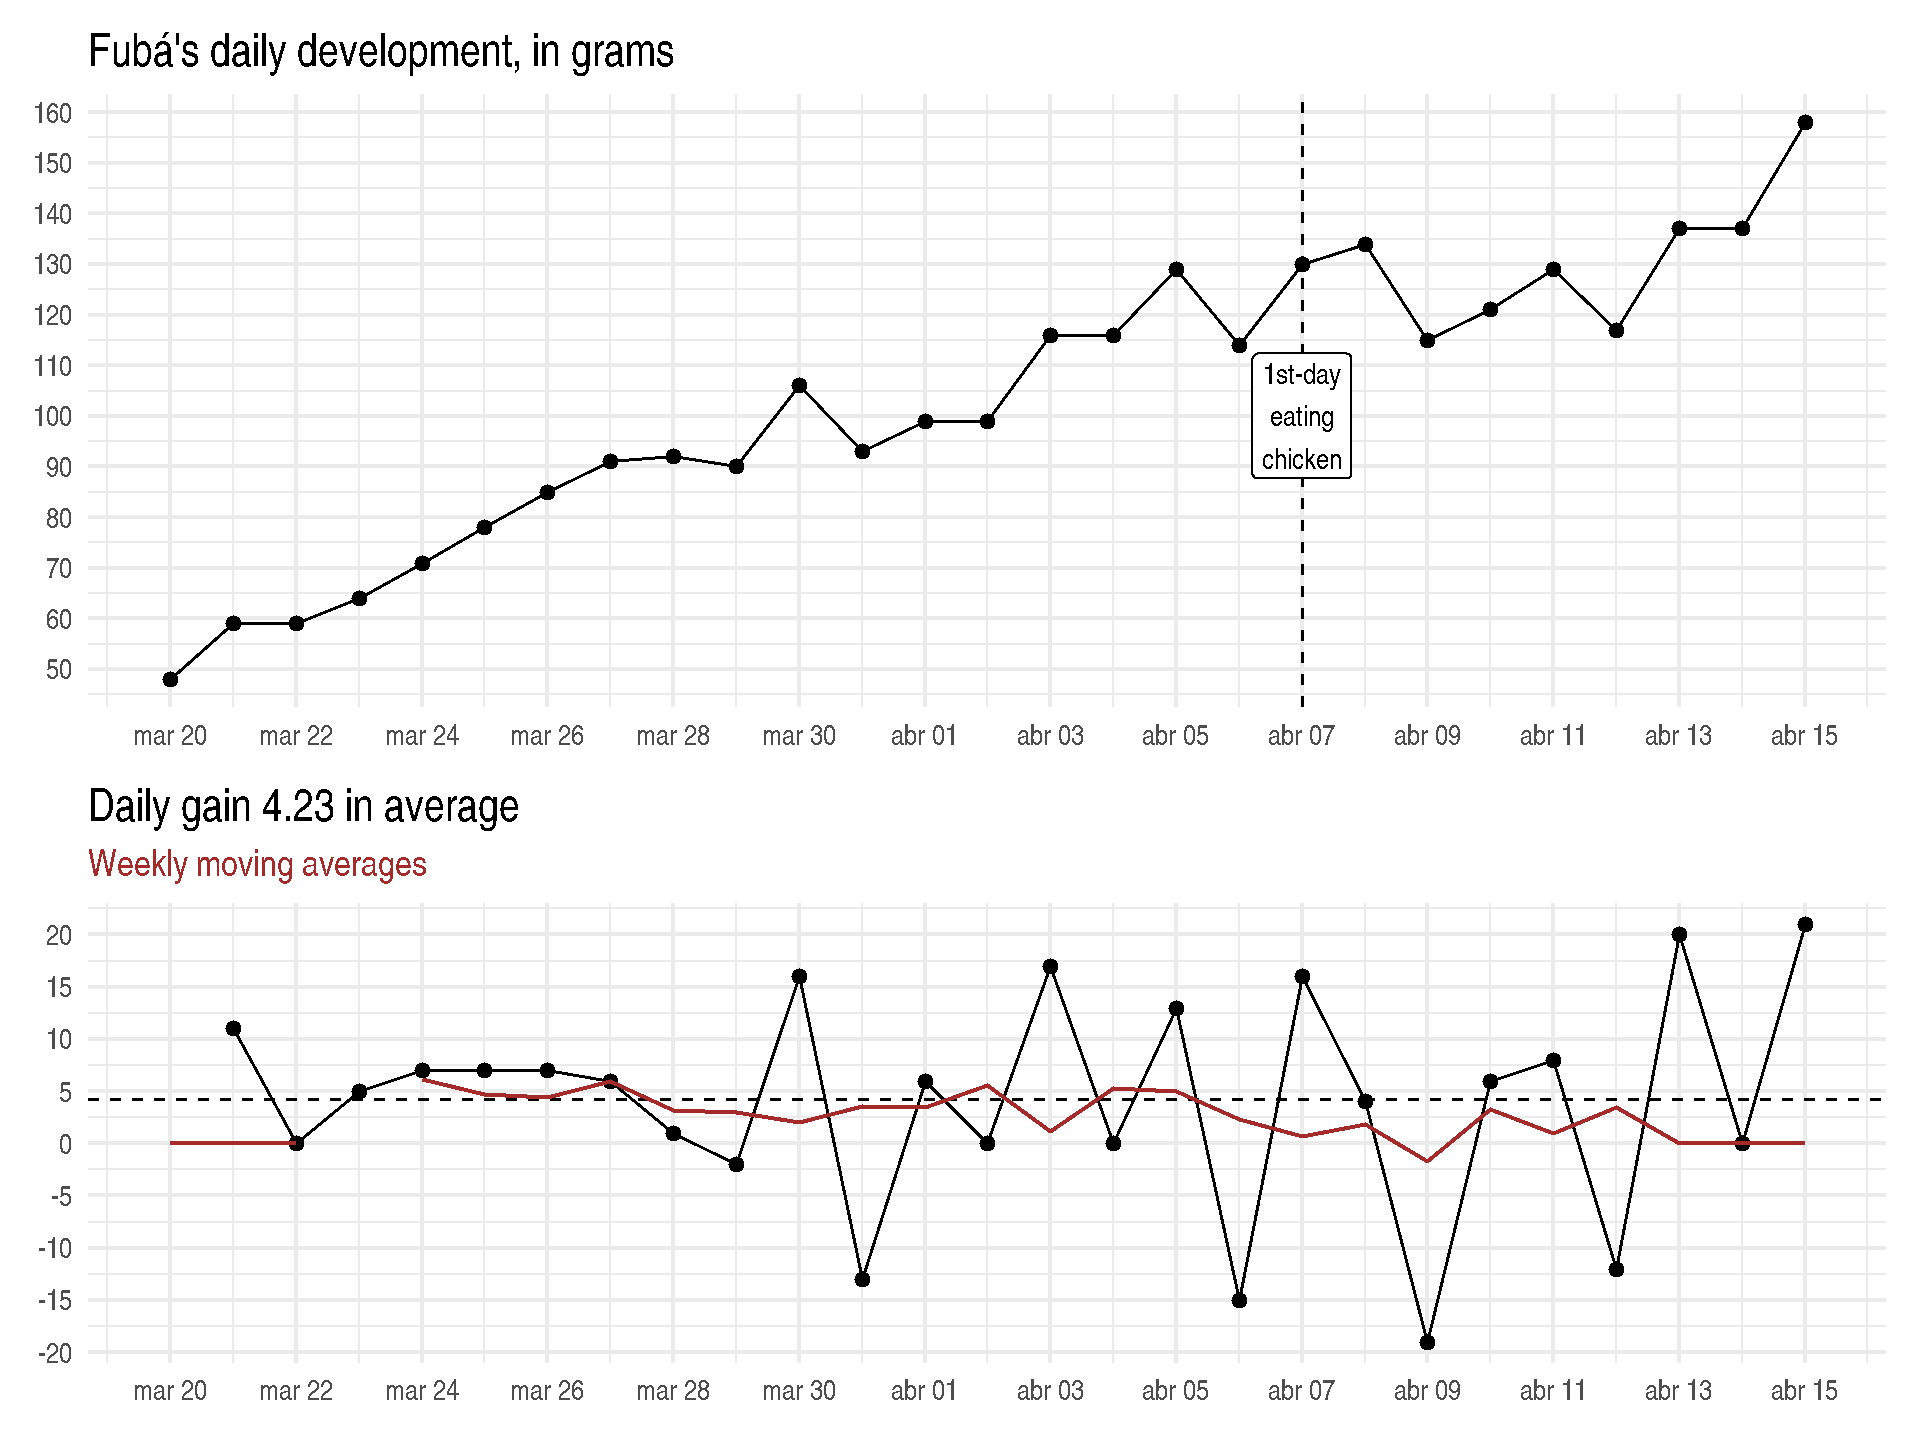 Fubá's daily development, in grams
160
150
140
130
120
110
100
90
80
70
60
50
1st-day
eating
chicken
mar 20 mar 22 mar 24 mar 26 mar 28 mar 30 abr 01 abr 03 abr 05 abr 07 abr 09 abr 11 abr 13 abr 15
Daily gain 4.23 in average
Weekly moving averages
20
15
10
5
0
-5
-10
-15
-20
mar 20 mar 22 mar 24 mar 26 mar 28 mar 30 abr 01 abr 03 abr 05 abr 07 abr 09 abr 11 abr 13 abr 15